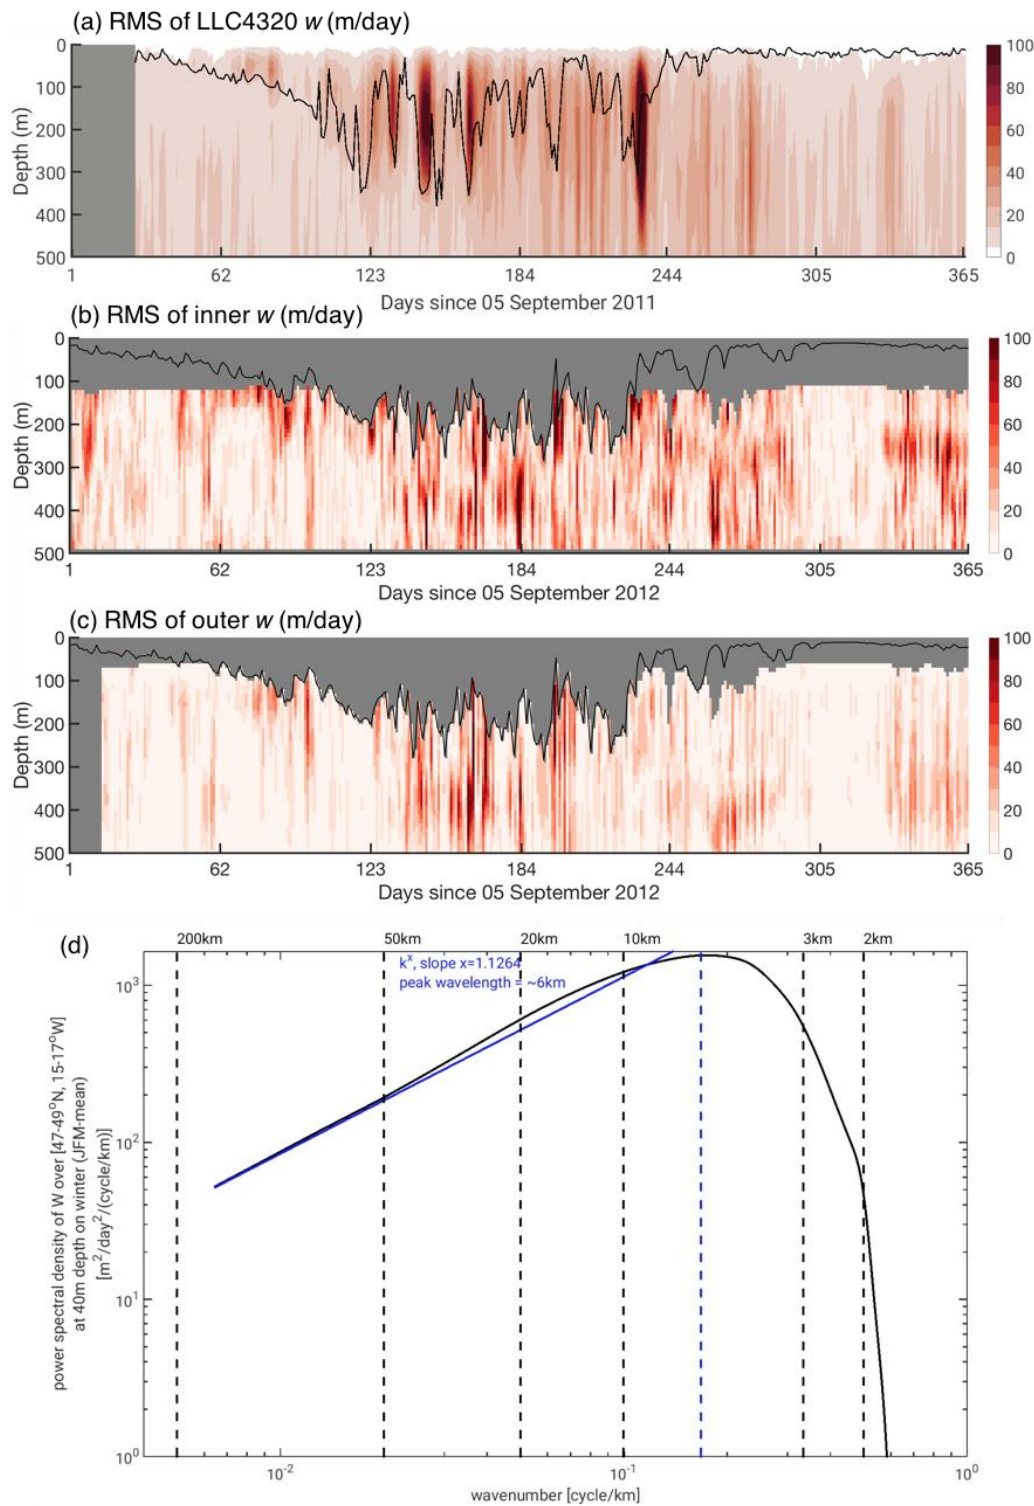 (a) RMS of LLC4320 w (m/day)
0
100
200
300
400
500
Depth (m)
1 62 123 184 244 305 365
Days since 05 September 2011
100
80
60
40
20
0
(b) RMS of inner w (m/day)
0
100
200
300
400
500
Depth (m)
1 62 123 184 244 305 365
Days since 05 September 2012
100
80
60
40
20
0
(c) RMS of outer w (m/day)
0
100
200
300
400
500
Depth (m)
1 62 123 184 244 305 365
Days since 05 September 2012
100
80
60
40
20
0
(d)
200km 50km 20km 10km 3km 2km
k^x, slope x=1.1264
peak wavelength = ~6km
10^3
10^2
10^1
10^0
power spectral density of W over [47-49°N, 15-17°W]
at 40m depth on winter (JFM-mean)
[m²/day²/(cycle/km)]
10^-2 10^-1 10^0
wavenumber [cycle/km]